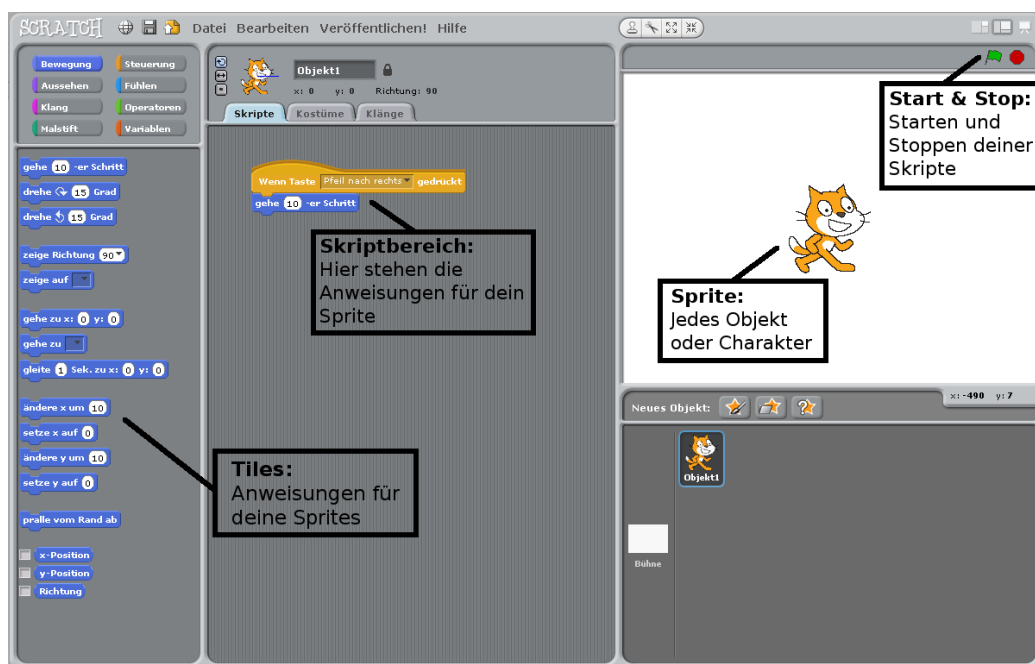 SCRATCH
Datei Bearbeiten Veröffentlichen! Hilfe
Bewegung
Steuerung
Aussehen
Fühlen
Klang
Operatoren
Malstift
Variablen
gehe 10 -er Schritt
drehe 15 Grad
drehe 15 Grad
zeige Richtung 90
zeige auf
gehe zu x: 0 y: 0
gehe zu
gleite 1 Sek. zu x: 0 y: 0
ändere x um 10
setze x auf 0
ändere y um 10
setze y auf 0
pralle vom Rand ab
x-Position
y-Position
Richtung
Objekt1
x: 0 y: 0 Richtung: 90
Skripte
Kostüme
Klänge
Wenn Taste Pfeil nach rechts gedrückt
gehe 10 -er Schritt
Skriptbereich:
Hier stehen die
Anweisungen für dein
Sprite
Tiles:
Anweisungen für
deine Sprites
Start & Stop:
Starten und
Stoppen deiner
Skripte
Sprite:
Jedes Objekt
oder Charakter
x: -490 y: 7
Neues Objekt:
Objekt1
Bühne